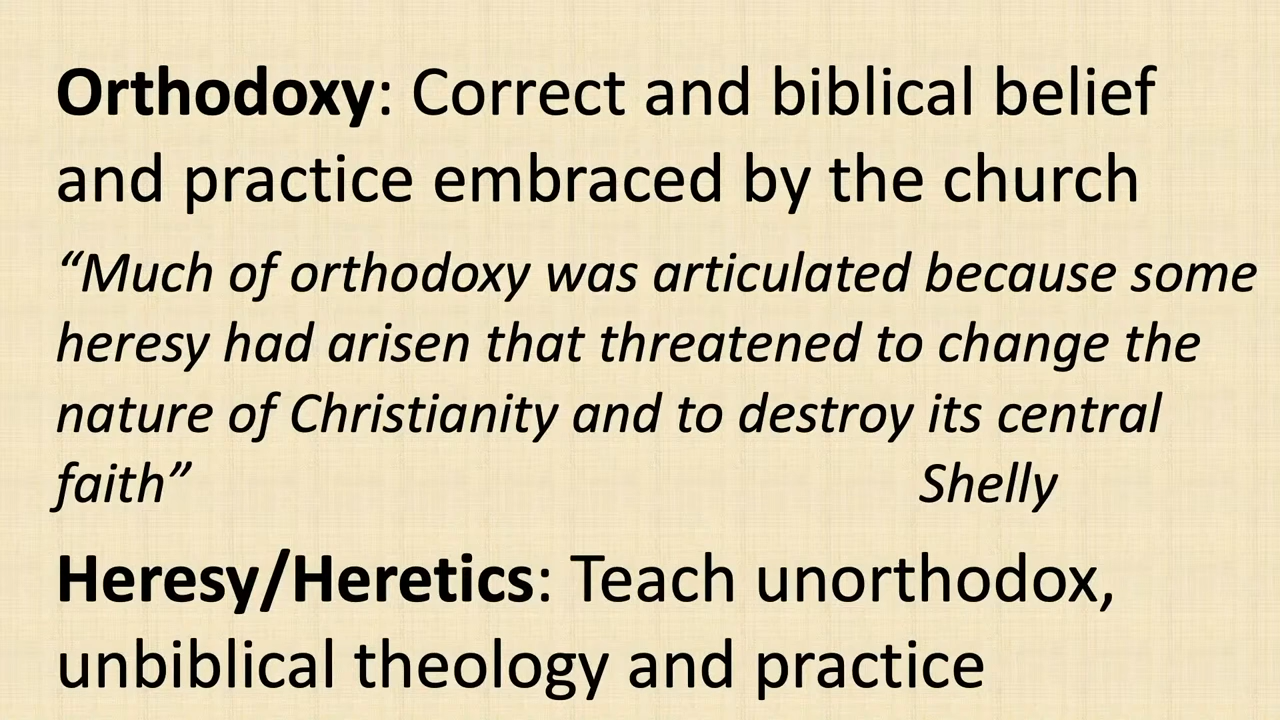 Orthodoxy: Correct and biblical belief
and practice embraced by the church
“Much of orthodoxy was articulated because some
heresy had arisen that threatened to change the
nature of Christianity and to destroy its central
faith” Shelly
Heresy/Heretics: Teach unorthodox,
unbiblical theology and practice